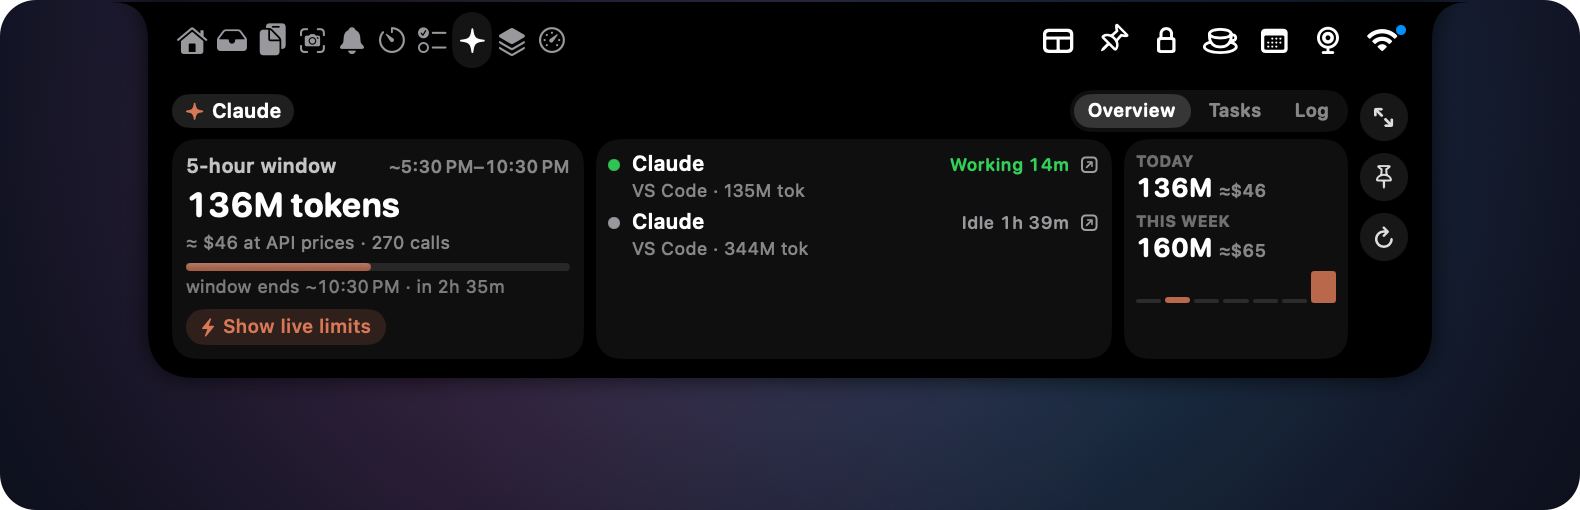 Claude
Overview Tasks Log
5-hour window ~5:30 PM–10:30 PM
136M tokens
≈ $46 at API prices · 270 calls
window ends ~10:30 PM · in 2h 35m
Show live limits
Claude Working 14m
VS Code · 135M tok
Claude Idle 1h 39m
VS Code · 344M tok
TODAY
136M ≈$46
THIS WEEK
160M ≈$65